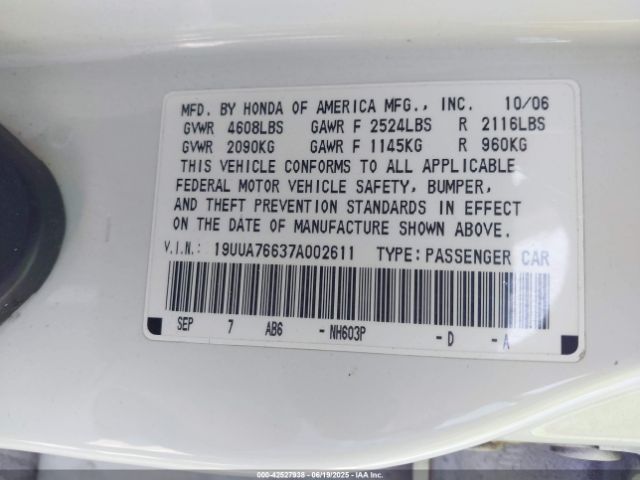 MFD. BY HONDA OF AMERICA MFG., INC. 10/06
GVWR 4608LBS GAWR F 2524LBS R 2116LBS
GVWR 2090KG GAWR F 1145KG R 960KG
THIS VEHICLE CONFORMS TO ALL APPLICABLE
FEDERAL MOTOR VEHICLE SAFETY, BUMPER,
AND THEFT PREVENTION STANDARDS IN EFFECT
ON THE DATE OF MANUFACTURE SHOWN ABOVE.
V.I.N.: 19UUA76637A002611 TYPE: PASSENGER CAR
SEP 7 AB6 -NH603P -D -A
000-42527938 - 06/19/2025 - IAAI.COM